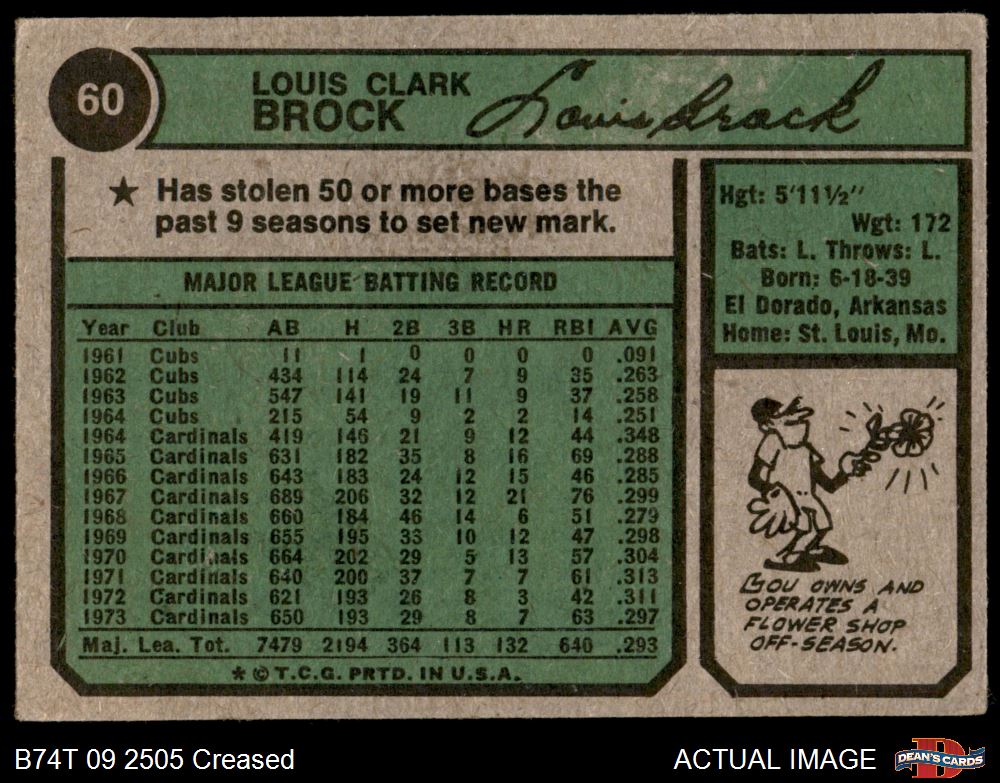 60
LOUIS CLARK
BROCK
Louis Brock
★ Has stolen 50 or more bases the
past 9 seasons to set new mark.
MAJOR LEAGUE BATTING RECORD
Year Club AB H 2B 3B HR RBI AVG
1961 Cubs 11 1 0 0 0 0 .091
1962 Cubs 434 114 24 7 9 35 .263
1963 Cubs 547 141 19 11 9 37 .258
1964 Cubs 215 54 9 2 2 14 .251
1964 Cardinals 419 146 21 9 12 44 .348
1965 Cardinals 631 182 35 8 16 69 .288
1966 Cardinals 643 183 24 12 15 46 .285
1967 Cardinals 689 206 32 12 21 76 .299
1968 Cardinals 660 184 46 14 6 51 .279
1969 Cardinals 655 195 33 10 12 47 .298
1970 Cardinals 664 202 29 5 13 57 .304
1971 Cardinals 640 200 37 7 7 61 .313
1972 Cardinals 621 193 26 8 3 42 .311
1973 Cardinals 650 193 29 8 7 63 .297
Maj. Lea. Tot. 7479 2194 364 113 132 640 .293
* © T.C.G. PRTD. IN U.S.A.
Hgt: 5'11½"
Wgt: 172
Bats: L. Throws: L.
Born: 6-18-39
El Dorado, Arkansas
Home: St. Louis, Mo.
LOU OWNS AND
OPERATES A
FLOWER SHOP
OFF-SEASON.
B74T 09 2505 Creased
ACTUAL IMAGE
D
DEAN'S CARDS